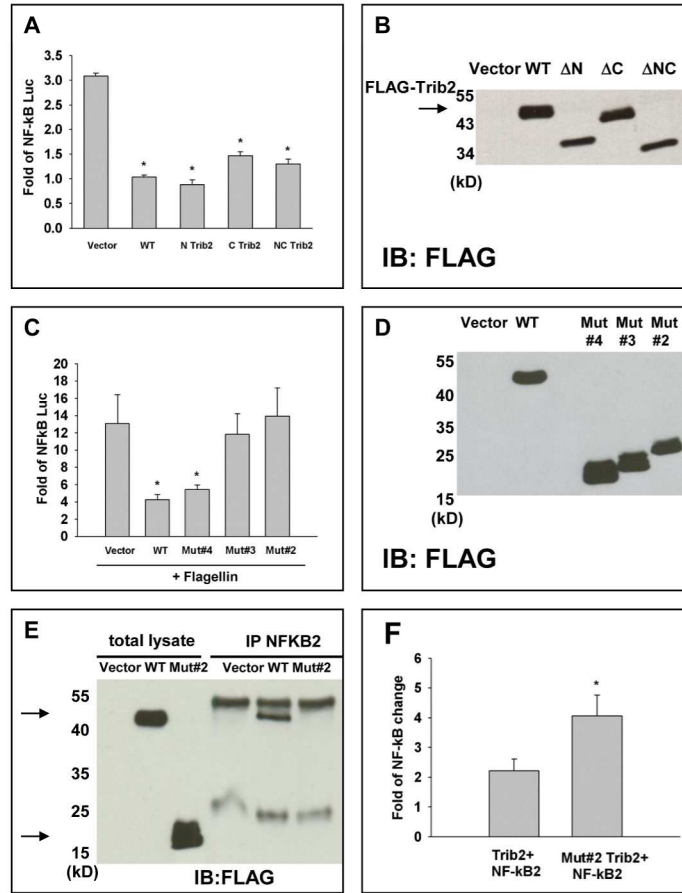 A
Fold of NF-kB Luc
3.5
3.0
2.5
2.0
1.5
1.0
0.5
0.0
* * * *
Vector WT N Trib2 C Trib2 NC Trib2
B
Vector WT ΔN ΔC ΔNC
FLAG-Trib2
55
43
34
(kD)
IB: FLAG
C
Fold of NFkB Luc
20
18
16
14
12
10
8
6
4
2
0
* *
Vector WT Mut#4 Mut#3 Mut#2
+ Flagellin
D
Vector WT Mut Mut Mut
#4 #3 #2
55
40
35
25
15
(kD)
IB: FLAG
E
total lysate IP NFKB2
Vector WT Mut#2 Vector WT Mut#2
55
40
35
25
15
(kD)
IB:FLAG
F
Fold of NF-kB change
6
5
4
3
2
1
0
*
Trib2+ Mut#2 Trib2+
NF-kB2 NF-kB2